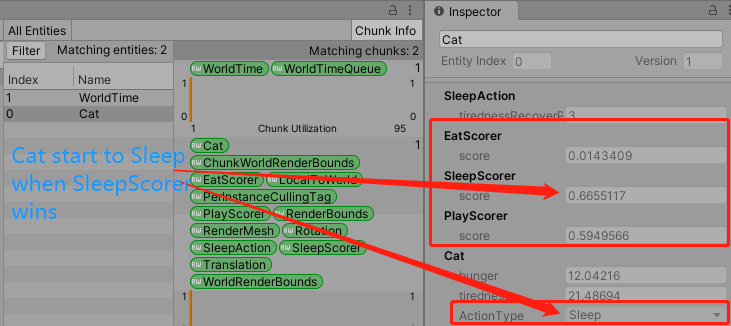 All Entities
Chunk Info
Filter
Matching entities: 2
Matching chunks: 2
Index
Name
1
WorldTime
0
Cat
RW WorldTime
RW WorldTimeQueue
1
1
1
0
0
1
Chunk Utilization
95
RW Cat
1
RW ChunkWorldRenderBounds
RW EatScorer
RW LocalToWorld
RW PerInstanceCullingTag
RW PlayScorer
RW RenderBounds
RW RenderMesh
RW Rotation
RW SleepAction
RW SleepScorer
RW Translation
RW WorldRenderBounds
1
1
Cat start to Sleep
when SleepScorer
wins
Inspector
Cat
Entity Index
0
Version
1
SleepAction
3
EatScorer
score
0.0143409
SleepScorer
score
0.6655117
PlayScorer
score
0.5949566
Cat
hunger
12.04216
21.48694
ActionType
Sleep